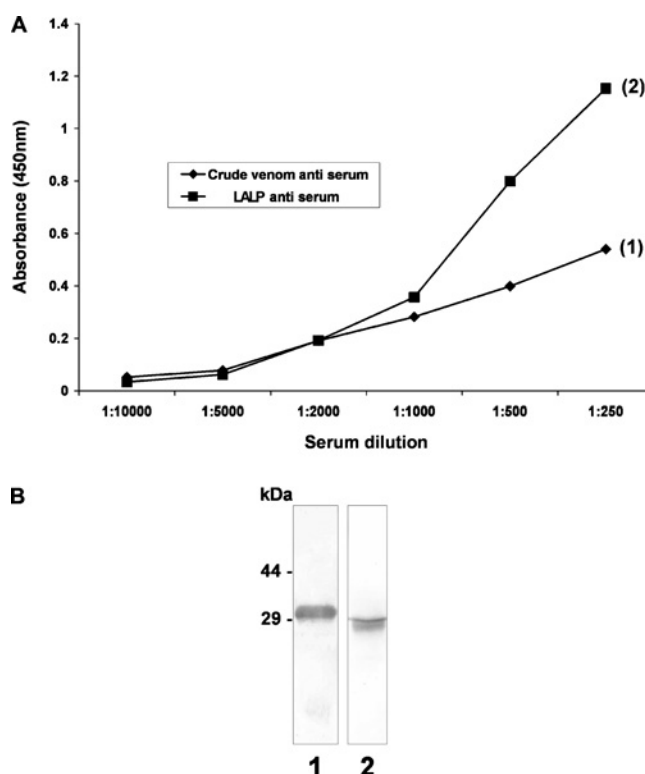 A
1.4
1.2
1
0.8
0.6
0.4
0.2
0
Absorbance (450nm)
Crude venom anti serum
LALP anti serum
(2)
(1)
1:10000 1:5000 1:2000 1:1000 1:500 1:250
Serum dilution
B
kDa
44 -
29 -
1 2